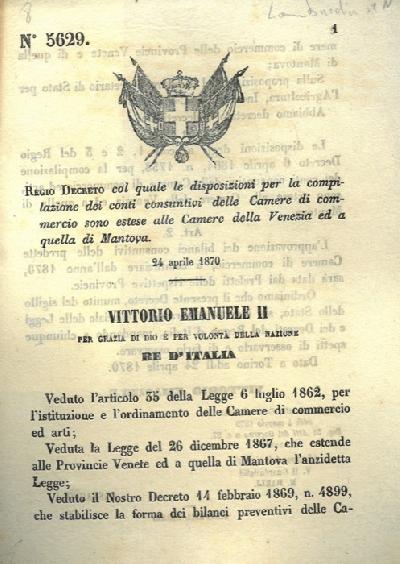 1
N° 5629.
REGIO DECRETO col quale le disposizioni per la compi-
lazione dei conti consuntivi delle Camere di com-
mercio sono estese alle Camere della Venezia ed a
quella di Mantova.
24 aprile 1870
VITTORIO EMANUELE II
PER GRAZIA DI DIO E PER VOLONTÀ DELLA NAZIONE
RE D'ITALIA
Veduto l'articolo 35 della Legge 6 luglio 1862, per
l'istituzione e l'ordinamento delle Camere di commercio
ed arti;
Veduta la Legge del 26 dicembre 1867, che estende
alle Provincie Venete ed a quella di Mantova l'anzidetta
Legge;
Veduto il Nostro Decreto 14 febbraio 1869, n. 4899,
che stabilisce la forma dei bilanci preventivi delle Ca-